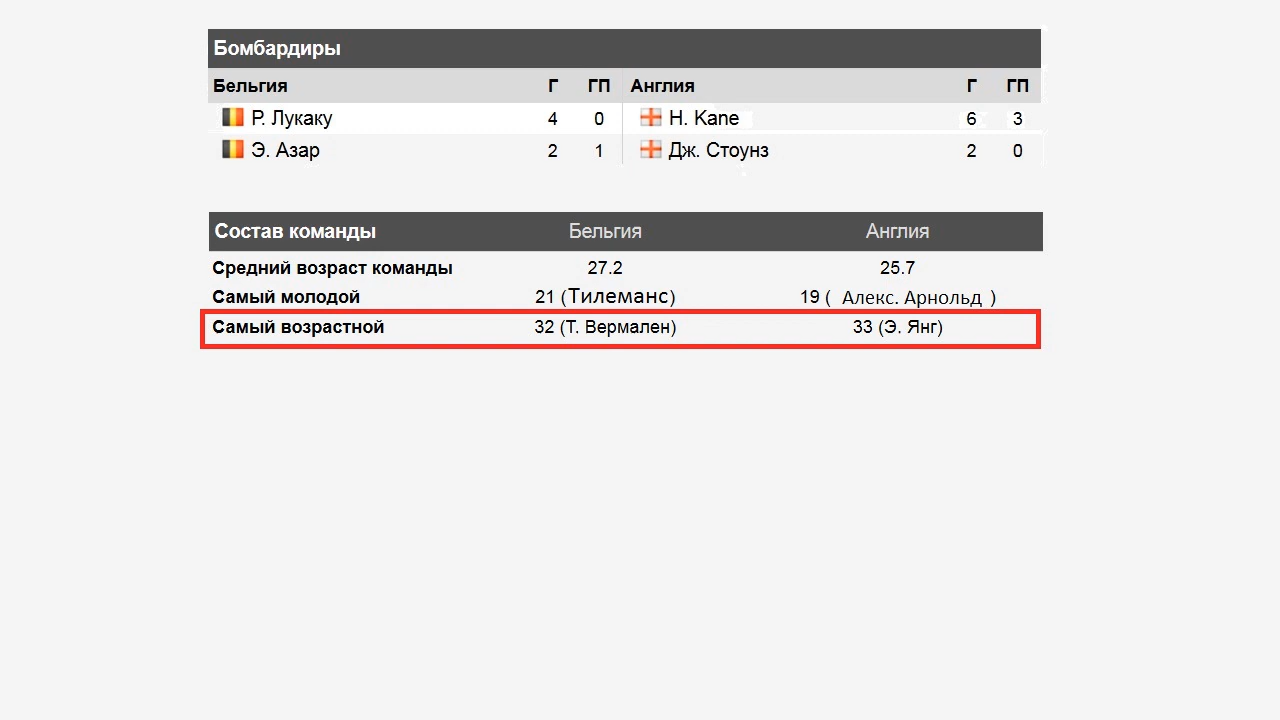 Бомбардиры
Бельгия Г ГП Англия Г ГП
Р. Лукаку 4 0 H. Kane 6 3
Э. Азар 2 1 Дж. Стоунз 2 0
Состав команды Бельгия Англия
Средний возраст команды 27.2 25.7
Самый молодой 21 (Тилеманс) 19 ( Алекс. Арнольд )
Самый возрастной 32 (Т. Вермален) 33 (Э. Янг)